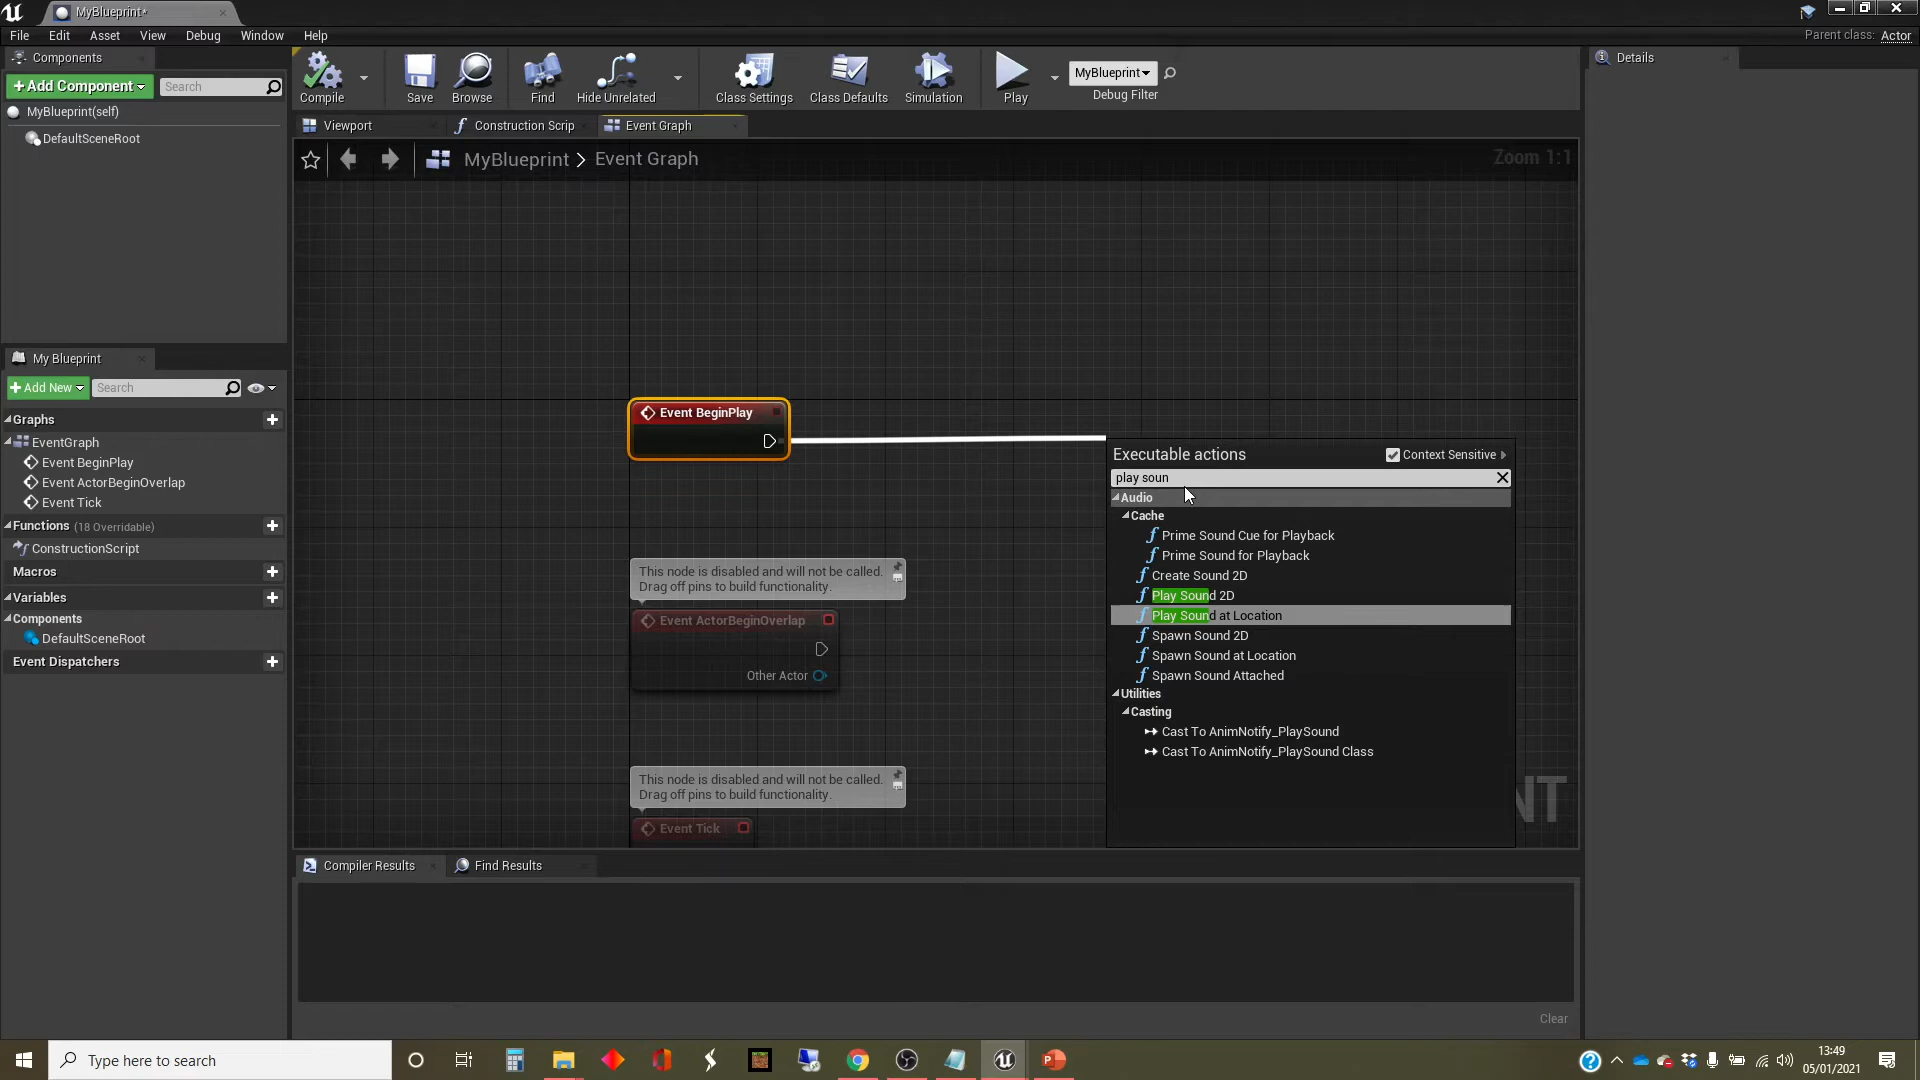 MyBlueprint*
File Edit Asset View Debug Window Help
Parent class: Actor
Components
+Add Component
Search
MyBlueprint(self)
DefaultSceneRoot
Compile
Save
Browse
Find
Hide Unrelated
Class Settings
Class Defaults
Simulation
Play
MyBlueprint
Debug Filter
Details
Viewport
Construction Scrip
Event Graph
MyBlueprint > Event Graph
Zoom 1:1
My Blueprint
+Add New
Search
Graphs
EventGraph
Event BeginPlay
Event ActorBeginOverlap
Event Tick
Functions (18 Overridable)
ConstructionScript
Macros
Variables
Components
DefaultSceneRoot
Event Dispatchers
Event BeginPlay
This node is disabled and will not be called.
Drag off pins to build functionality.
Event ActorBeginOverlap
Other Actor
This node is disabled and will not be called.
Drag off pins to build functionality.
Event Tick
Executable actions
Context Sensitive
play soun
Audio
Cache
Prime Sound Cue for Playback
Prime Sound for Playback
Create Sound 2D
Play Sound 2D
Play Sound at Location
Spawn Sound 2D
Spawn Sound at Location
Spawn Sound Attached
Utilities
Casting
Cast To AnimNotify_PlaySound
Cast To AnimNotify_PlaySound Class
Compiler Results
Find Results
Clear
Type here to search
13:49
05/01/2021